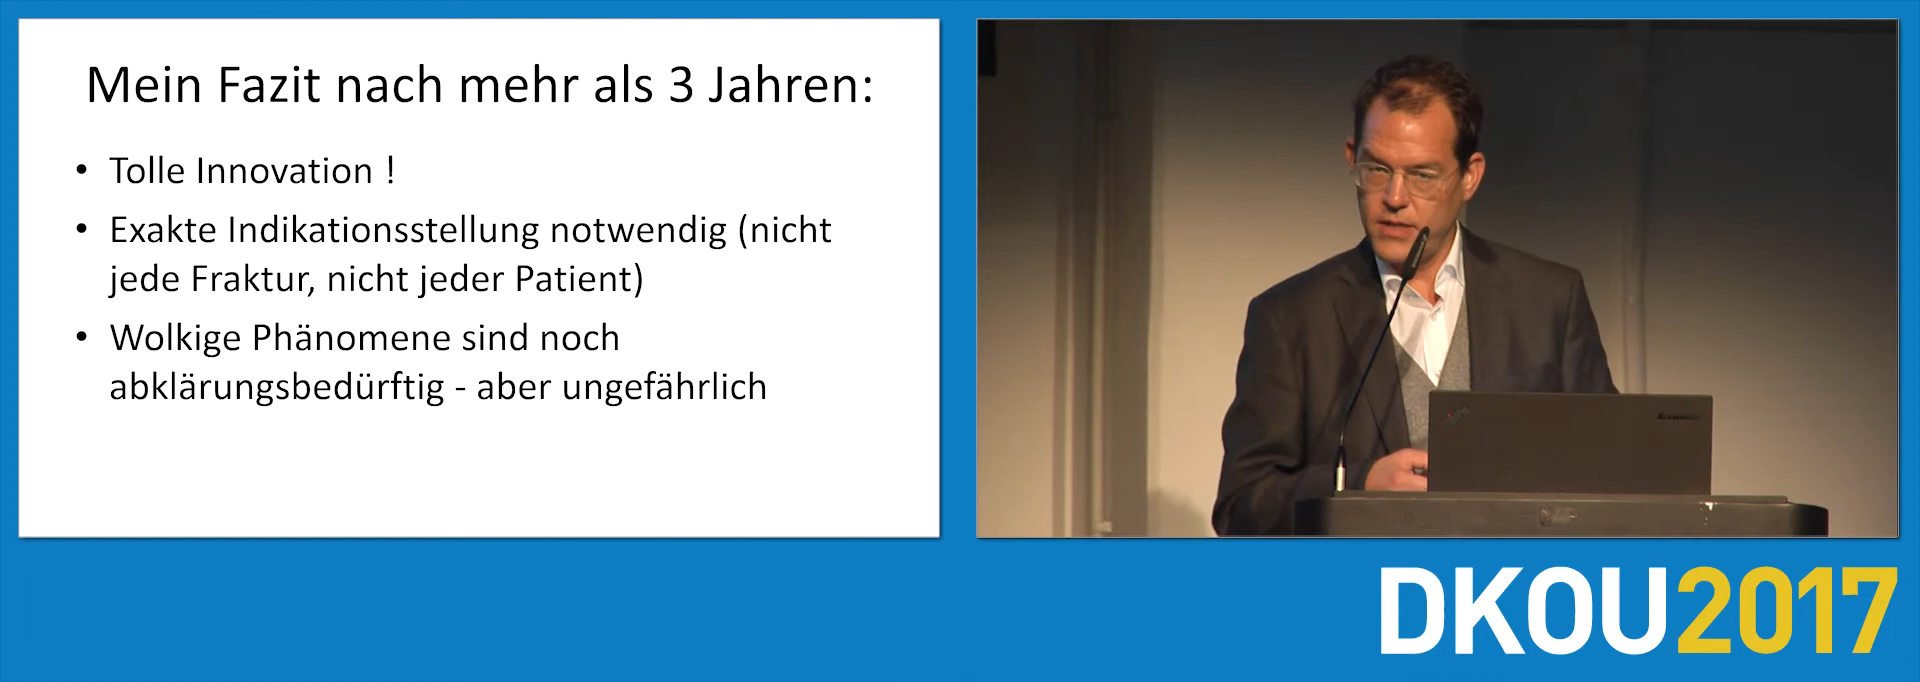 Mein Fazit nach mehr als 3 Jahren:
• Tolle Innovation !
• Exakte Indikationsstellung notwendig (nicht
jede Fraktur, nicht jeder Patient)
• Wolkige Phänomene sind noch
abklärungsbedürftig - aber ungefährlich
DKOU2017